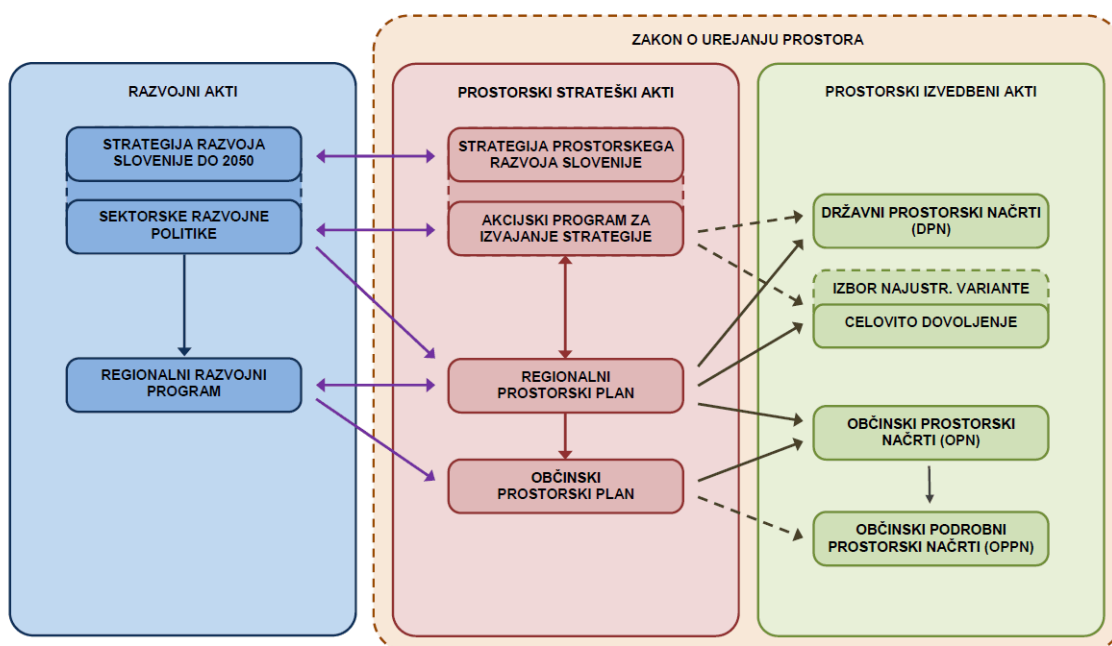 ZAKON O UREJANJU PROSTORA
RAZVOJNI AKTI
STRATEGIJA RAZVOJA
SLOVENIJE DO 2050
SEKTORSKE RAZVOJNE
POLITIKE
REGIONALNI RAZVOJNI
PROGRAM
PROSTORSKI STRATEŠKI AKTI
STRATEGIJA PROSTORSKEGA
RAZVOJA SLOVENIJE
AKCIJSKI PROGRAM ZA
IZVAJANJE STRATEGIJE
REGIONALNI
PROSTORSKI PLAN
OBČINSKI
PROSTORSKI PLAN
PROSTORSKI IZVEDBENI AKTI
DRŽAVNI PROSTORSKI NAČRTI
(DPN)
IZBOR NAJUSTR. VARIANTE
CELOVITO DOVOLJENJE
OBČINSKI PROSTORSKI
NAČRTI (OPN)
OBČINSKI PODROBNI
PROSTORSKI NAČRTI (OPPN)